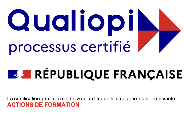 Qualiopi
processus certifié
RÉPUBLIQUE FRANÇAISE
ACTIONS DE FORMATION